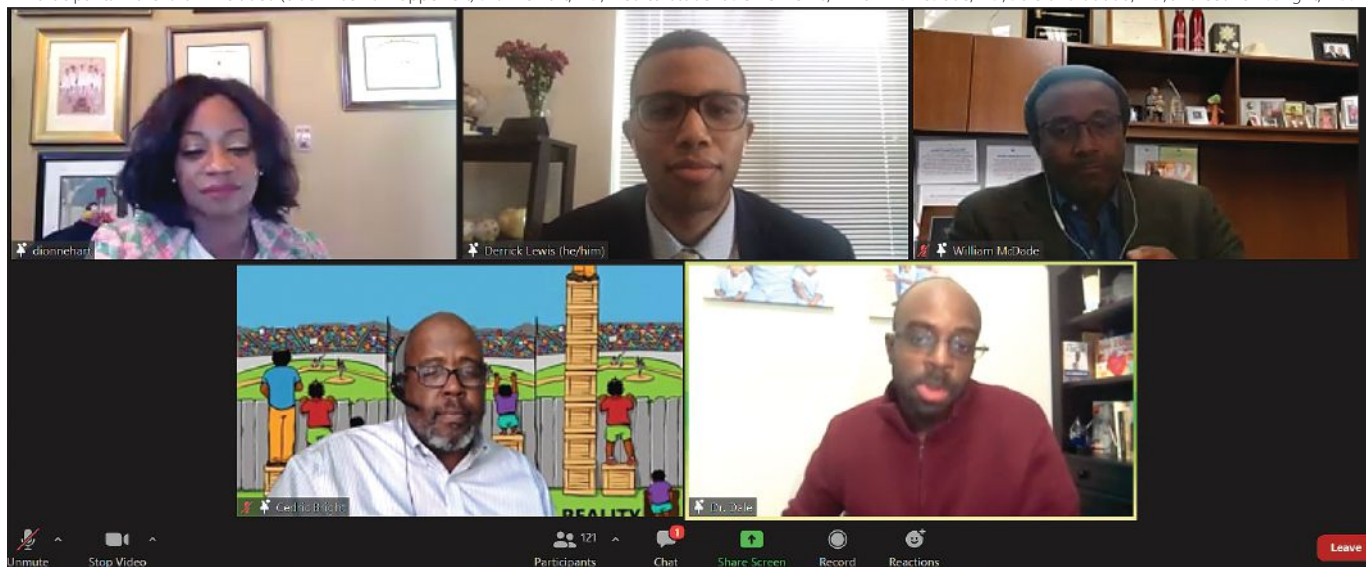 dionnehart
Derrick Lewis (he/him)
William McDade
Cedric Bright
REALITY
Dr. Dale
Unmute
Stop Video
121
Participants
1
Chat
Share Screen
Record
Reactions
Leave